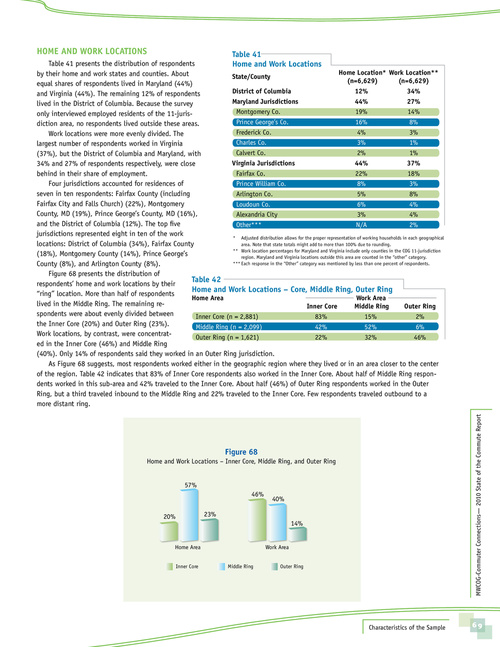 HOME AND WORK LOCATIONS
Table 41 presents the distribution of respondents
by their home and work states and counties. About
equal shares of respondents lived in Maryland (44%)
and Virginia (44%). The remaining 12% of respondents
lived in the District of Columbia. Because the survey
only interviewed employed residents of the 11-juris-
diction area, no respondents lived outside these areas.
Work locations were more evenly divided. The
largest number of respondents worked in Virginia
(37%), but the District of Columbia and Maryland, with
34% and 27% of respondents respectively, were close
behind in their share of employment.
Four jurisdictions accounted for residences of
seven in ten respondents: Fairfax County (including
Fairfax City and Falls Church) (22%), Montgomery
County, MD (19%), Prince George's County, MD (16%),
and the District of Columbia (12%). The top five
jurisdictions represented eight in ten of the work
locations: District of Columbia (34%), Fairfax County
(18%), Montgomery County (14%), Prince George's
County (8%), and Arlington County (8%).
Figure 68 presents the distribution of
respondents' home and work locations by their
"ring" location. More than half of respondents
lived in the Middle Ring. The remaining re-
spondents were about evenly divided between
the Inner Core (20%) and Outer Ring (23%).
Work locations, by contrast, were concentrat-
ed in the Inner Core (46%) and Middle Ring
(40%). Only 14% of respondents said they worked in an Outer Ring jurisdiction.
As Figure 68 suggests, most respondents worked either in the geographic region where they lived or in an area closer to the center
of the region. Table 42 indicates that 83% of Inner Core respondents also worked in the Inner Core. About half of Middle Ring respon-
dents worked in this sub-area and 42% traveled to the Inner Core. About half (46%) of Outer Ring respondents worked in the Outer
Ring, but a third traveled inbound to the Middle Ring and 22% traveled to the Inner Core. Few respondents traveled outbound to a
more distant ring.
Table 41
Home and Work Locations
State/County Home Location* Work Location**
(n=6,629) (n=6,629)
District of Columbia 12% 34%
Maryland Jurisdictions 44% 27%
Montgomery Co. 19% 14%
Prince George's Co. 16% 8%
Frederick Co. 4% 3%
Charles Co. 3% 1%
Calvert Co. 2% 1%
Virginia Jurisdictions 44% 37%
Fairfax Co. 22% 18%
Prince William Co. 8% 3%
Arlington Co. 5% 8%
Loudoun Co. 6% 4%
Alexandria City 3% 4%
Other*** N/A 2%
* Adjusted distribution allows for the proper representation of working households in each geographical
area. Note that state totals might add to more than 100% due to rounding.
** Work location percentages for Maryland and Virginia include only counties in the COG 11-jurisdiction
region. Maryland and Virginia locations outside this area are counted in the "other" category.
*** Each response in the "Other" category was mentioned by less than one percent of respondents.
Table 42
Home and Work Locations – Core, Middle Ring, Outer Ring
Home Area Work Area
Inner Core Middle Ring Outer Ring
Inner Core (n = 2,881) 83% 15% 2%
Middle Ring (n = 2,099) 42% 52% 6%
Outer Ring (n = 1,621) 22% 32% 46%
Figure 68
Home and Work Locations – Inner Core, Middle Ring, and Outer Ring
20% 57% 23% 46% 40% 14%
Home Area Work Area
Inner Core Middle Ring Outer Ring
MWCOG-Commuter Connections— 2010 State of the Commute Report
Characteristics of the Sample 69